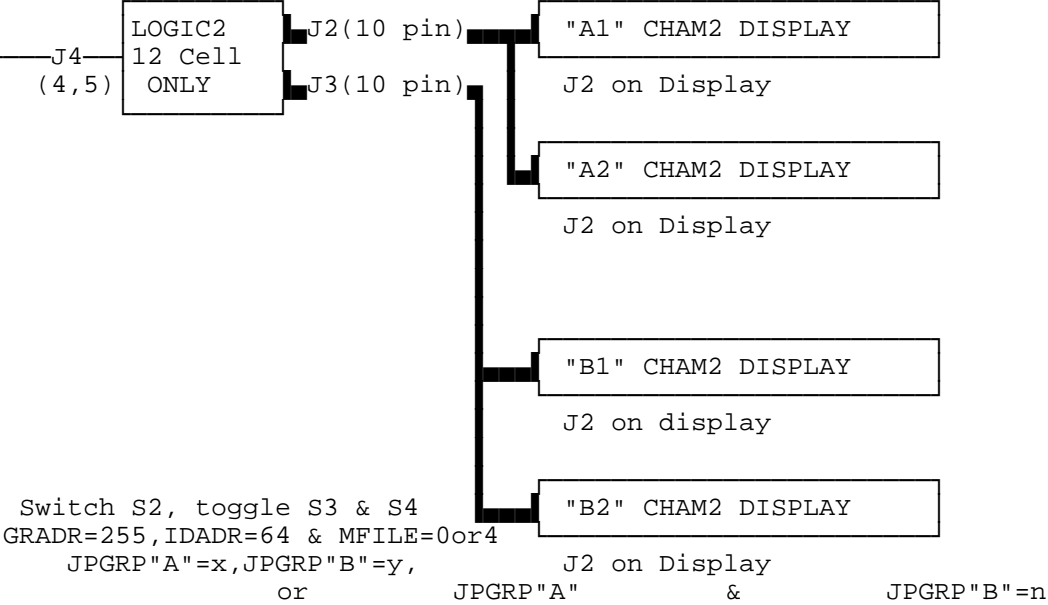 LOGIC2 J2(10 pin) "A1" CHAM2 DISPLAY
J4 12 Cell
(4,5) ONLY J3(10 pin) J2 on Display
"A2" CHAM2 DISPLAY
J2 on Display
"B1" CHAM2 DISPLAY
J2 on display
Switch S2, toggle S3 & S4 "B2" CHAM2 DISPLAY
GRADR=255,IDADR=64 & MFILE=0or4
JPGRP"A"=x,JPGRP"B"=y, J2 on Display
or JPGRP"A" & JPGRP"B"=n